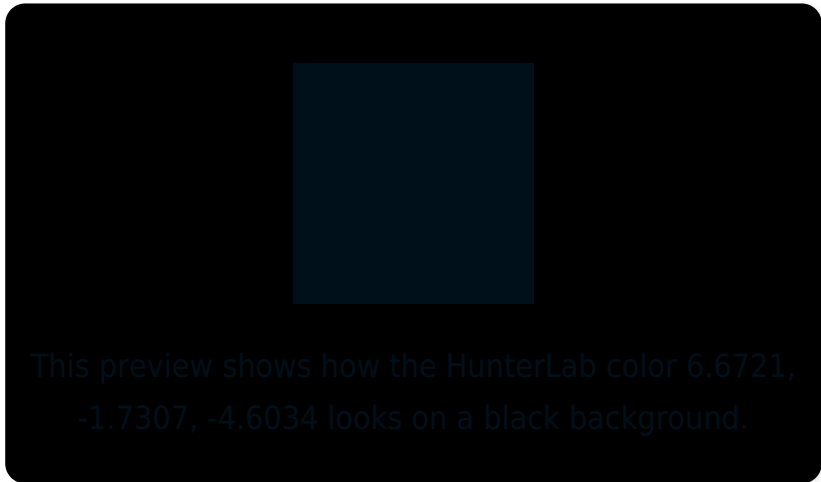 This preview shows how the HunterLab color 6.6721,
-1.7307, -4.6034 looks on a black background.